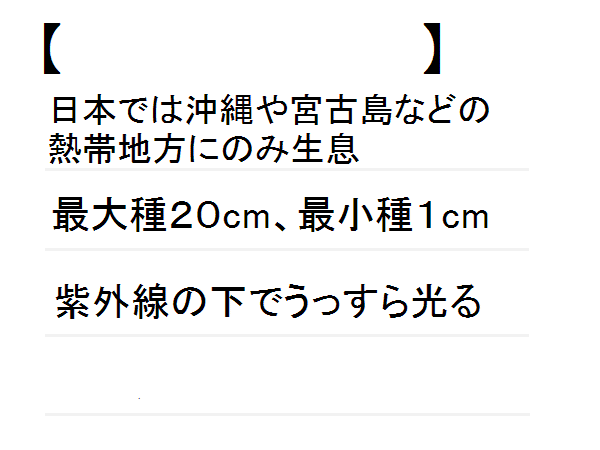 【 】
日本では沖縄や宮古島などの
熱帯地方にのみ生息
最大種20cm、最小種1cm
紫外線の下でうっすら光る